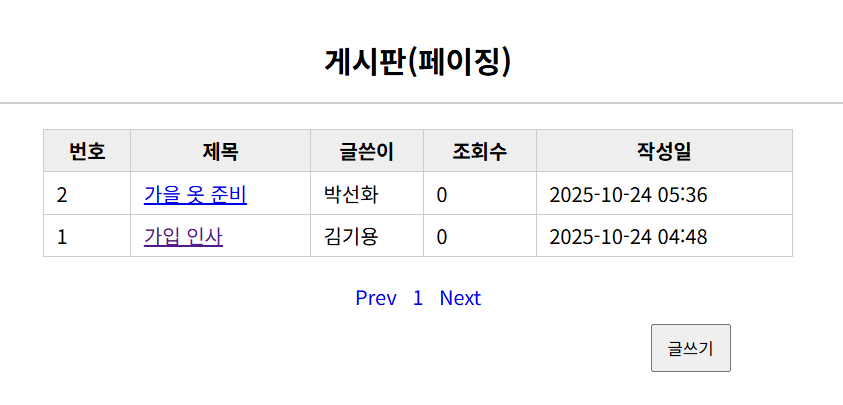 게시판(페이징)
번호 제목 글쓴이 조회수 작성일
2 가을 옷 준비 박선화 0 2025-10-24 05:36
1 가입 인사 김기용 0 2025-10-24 04:48
Prev 1 Next
글쓰기